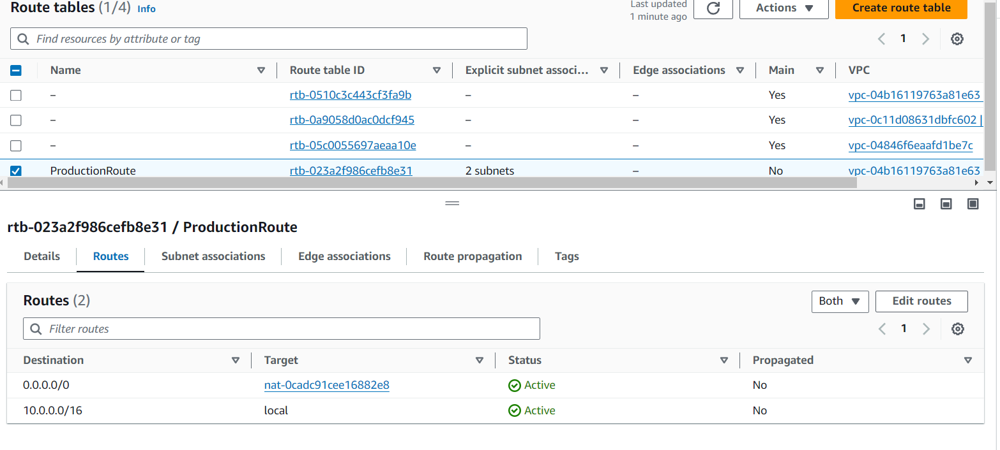 Route tables (1/4) Info
Last updated
1 minute ago
Actions
Create route table
Find resources by attribute or tag
1
Name Route table ID Explicit subnet associ... Edge associations Main VPC
– rtb-0510c3c443cf3fa9b – – Yes vpc-04b16119763a81e63
– rtb-0a9058d0ac0dcf945 – – Yes vpc-0c11d08631dbfc602 |
– rtb-05c0055697aeaa10e – – Yes vpc-04846f6eaafd1be7c
ProductionRoute rtb-023a2f986cefb8e31 2 subnets – No vpc-04b16119763a81e63
rtb-023a2f986cefb8e31 / ProductionRoute
Details Routes Subnet associations Edge associations Route propagation Tags
Routes (2)
Both
Edit routes
Filter routes
1
Destination Target Status Propagated
0.0.0.0/0 nat-0cadc91cee16882e8 Active No
10.0.0.0/16 local Active No